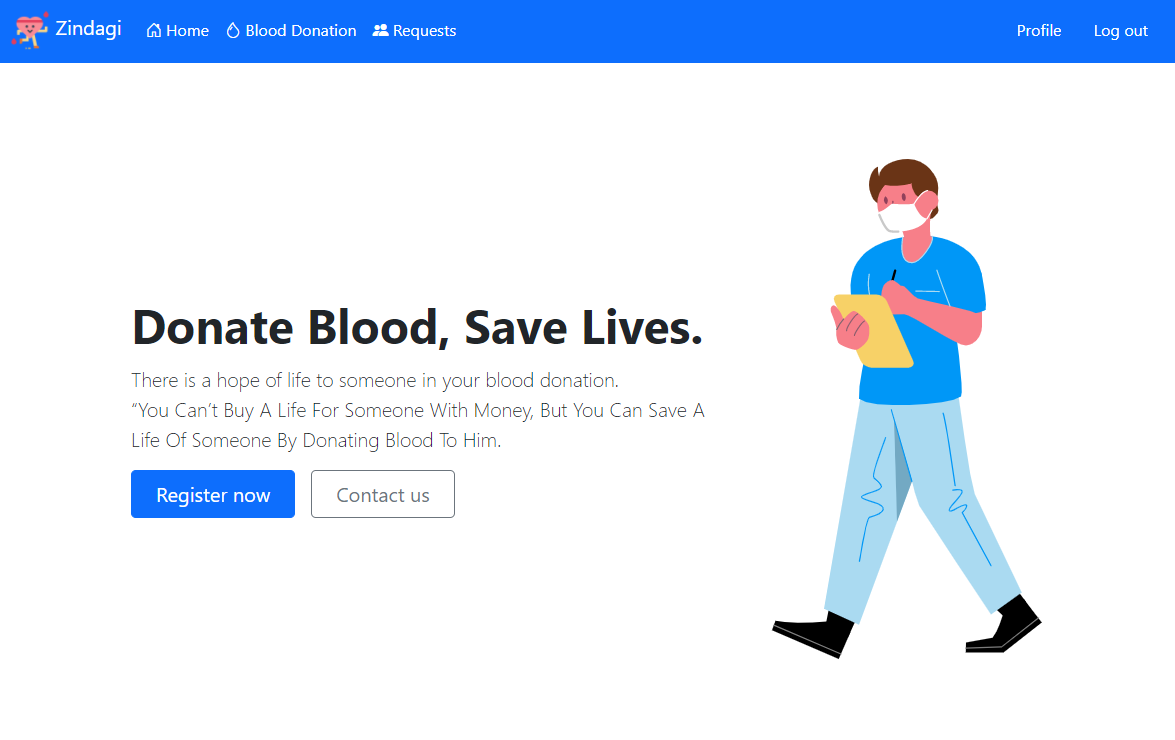 Zindagi Home Blood Donation Requests Profile Log out
Donate Blood, Save Lives.
There is a hope of life to someone in your blood donation.
“You Can’t Buy A Life For Someone With Money, But You Can Save A
Life Of Someone By Donating Blood To Him.
Register now Contact us